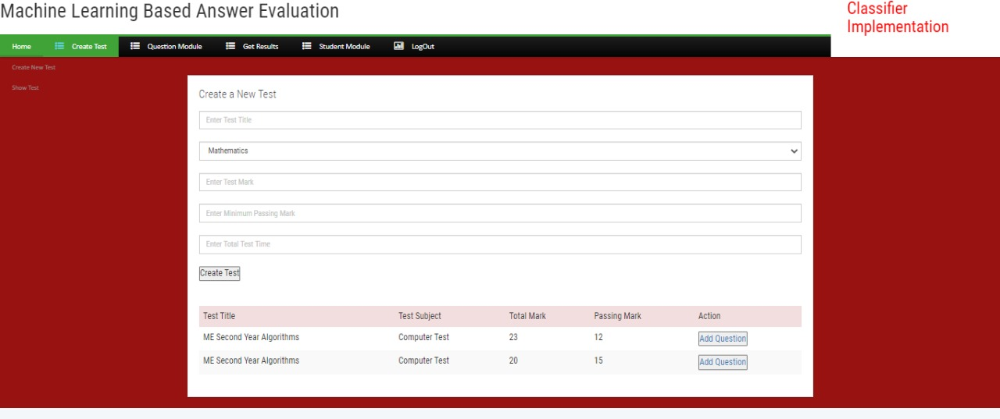 Machine Learning Based Answer Evaluation
Classifier
Implementation
Home Create Test Question Module Get Results Student Module LogOut
Create New Test
Show Test
Create a New Test
Enter Test Title
Mathematics
Enter Test Mark
Enter Minimum Passing Mark
Enter Total Test Time
Create Test
Test Title Test Subject Total Mark Passing Mark Action
ME Second Year Algorithms Computer Test 23 12 Add Question
ME Second Year Algorithms Computer Test 20 15 Add Question